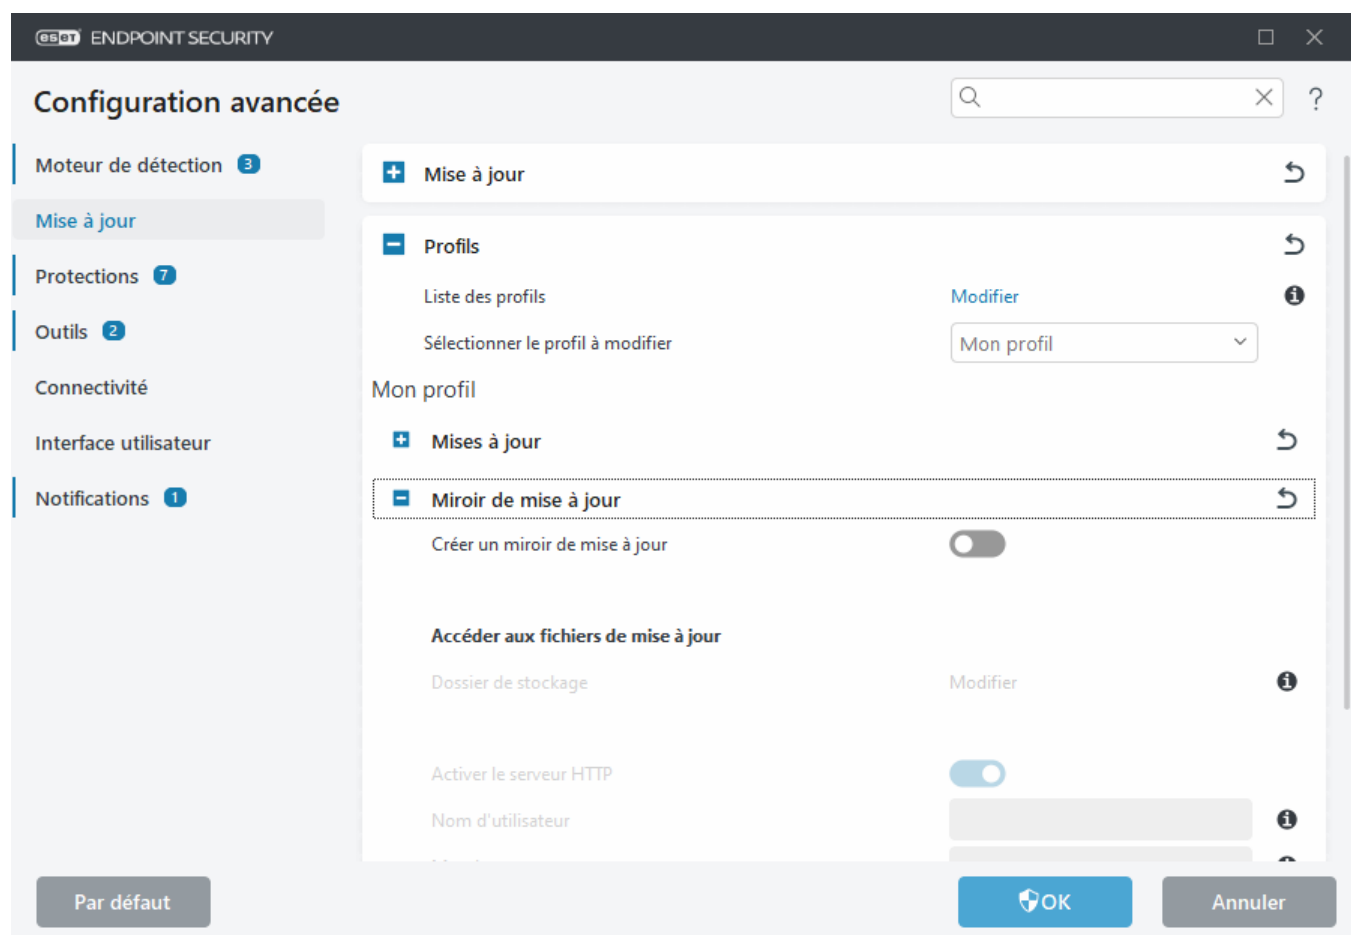 eset ENDPOINT SECURITY
Configuration avancée
?
Moteur de détection 3
Mise à jour
Protections 7
Outils 2
Connectivité
Interface utilisateur
Notifications 1
Mise à jour
Profils
Liste des profils Modifier
Sélectionner le profil à modifier Mon profil
Mon profil
Mises à jour
Miroir de mise à jour
Créer un miroir de mise à jour
Accéder aux fichiers de mise à jour
Dossier de stockage Modifier
Activer le serveur HTTP
Nom d'utilisateur
Par défaut OK Annuler